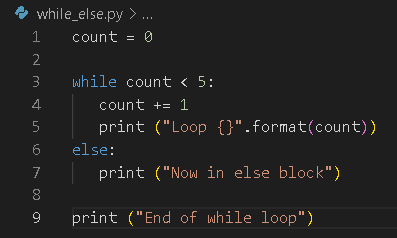 while_else.py > ...
1 count = 0
2
3 while count < 5:
4     count += 1
5     print ("Loop {}".format(count))
6 else:
7     print ("Now in else block")
8
9 print ("End of while loop")